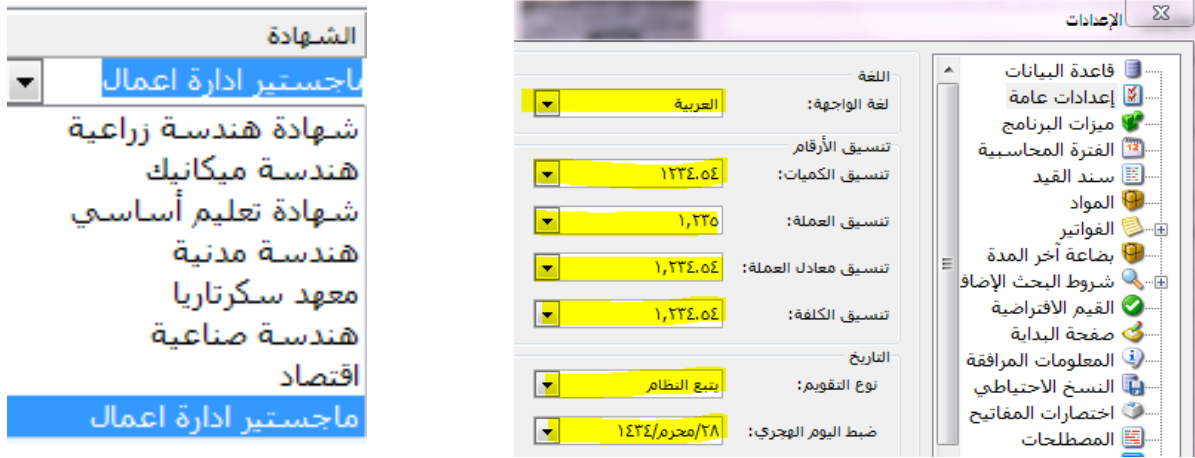 الإعدادات
قاعدة البيانات
إعدادات عامة
ميزات البرنامج
الفترة المحاسبية
سند القيد
المواد
الفواتير
بضاعة آخر المدة
شروط البحث الإضاف
القيم الافتراضية
صفحة البداية
المعلومات المرافقة
النسخ الاحتياطي
اختصارات المفاتيح
المصطلحات
اللغة
لغة الواجهة: العربية
تنسيق الأرقام
تنسيق الكميات: ١٢٣٤.٥٤
تنسيق العملة: ١,٢٣٥
تنسيق معادل العملة: ١,٢٣٤.٥٤
تنسيق الكلفة: ١,٢٣٤.٥٤
التاريخ
نوع التقويم: يتبع النظام
ضبط اليوم الهجري: ٢٨/محرم/١٤٣٤
الشهادة
ماجستير ادارة اعمال
شهادة هندسة زراعية
هندسة ميكانيك
شهادة تعليم أساسي
هندسة مدنية
معهد سكرتاريا
هندسة صناعية
اقتصاد
ماجستير ادارة اعمال